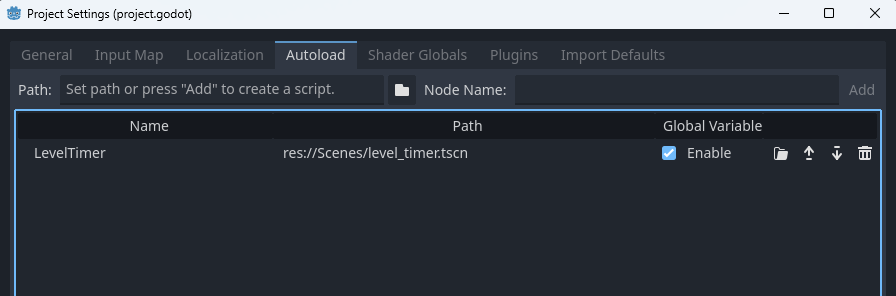 Project Settings (project.godot)
General Input Map Localization Autoload Shader Globals Plugins Import Defaults
Path: Set path or press "Add" to create a script. Node Name: Add
Name Path Global Variable
LevelTimer res://Scenes/level_timer.tscn Enable